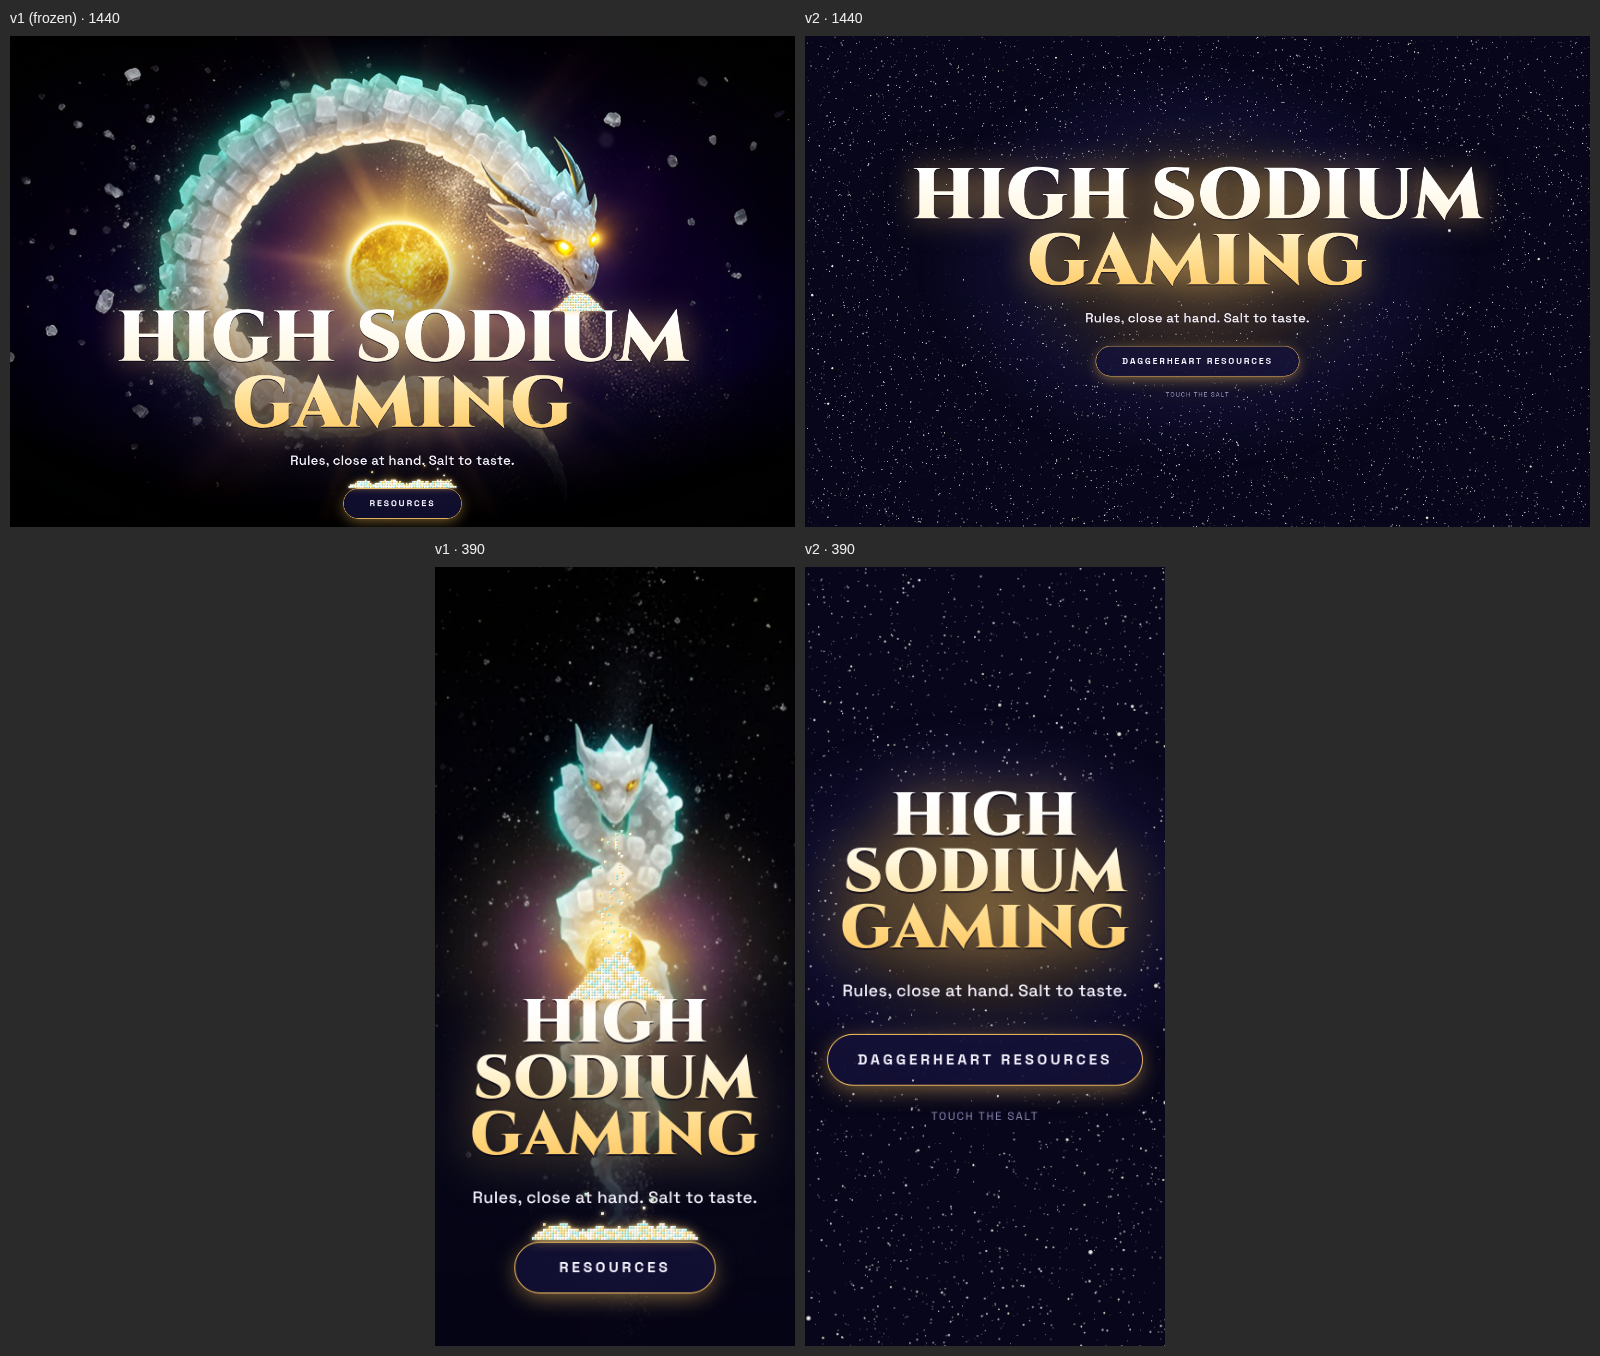 v1 (frozen) · 1440
HIGH SODIUM
GAMING
Rules, close at hand. Salt to taste.
RESOURCES
v2 · 1440
HIGH SODIUM
GAMING
Rules, close at hand. Salt to taste.
DAGGERHEART RESOURCES
TOUCH THE SALT
v1 · 390
HIGH
SODIUM
GAMING
Rules, close at hand. Salt to taste.
RESOURCES
v2 · 390
HIGH
SODIUM
GAMING
Rules, close at hand. Salt to taste.
DAGGERHEART RESOURCES
TOUCH THE SALT